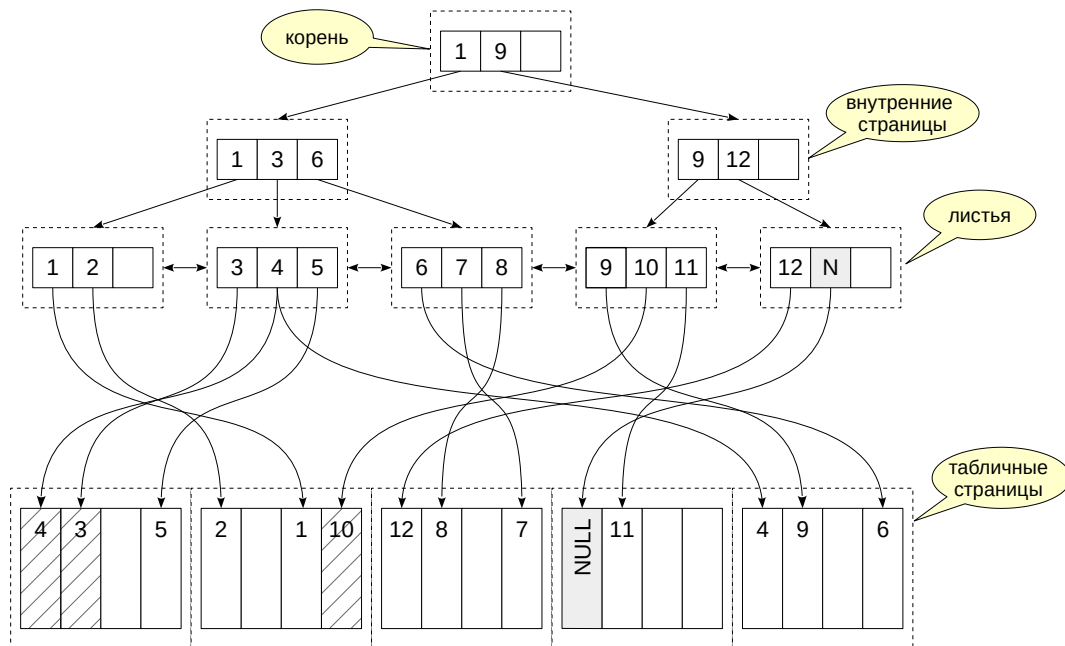 корень
1 9
внутренние
страницы
1 3 6
9 12
листья
1 2
3 4 5
6 7 8
9 10 11
12 N
табличные
страницы
4 3 5
2 1 10
12 8 7
NULL 11
4 9 6